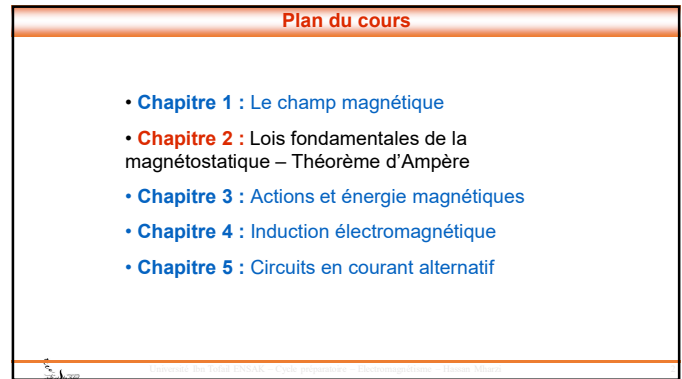 Plan du cours
• Chapitre 1 : Le champ magnétique
• Chapitre 2 : Lois fondamentales de la
magnétostatique – Théorème d'Ampère
• Chapitre 3 : Actions et énergie magnétiques
• Chapitre 4 : Induction électromagnétique
• Chapitre 5 : Circuits en courant alternatif
Université Ibn Tofail ENSAK – Cycle préparatoire – Electromagnétisme – Hassan